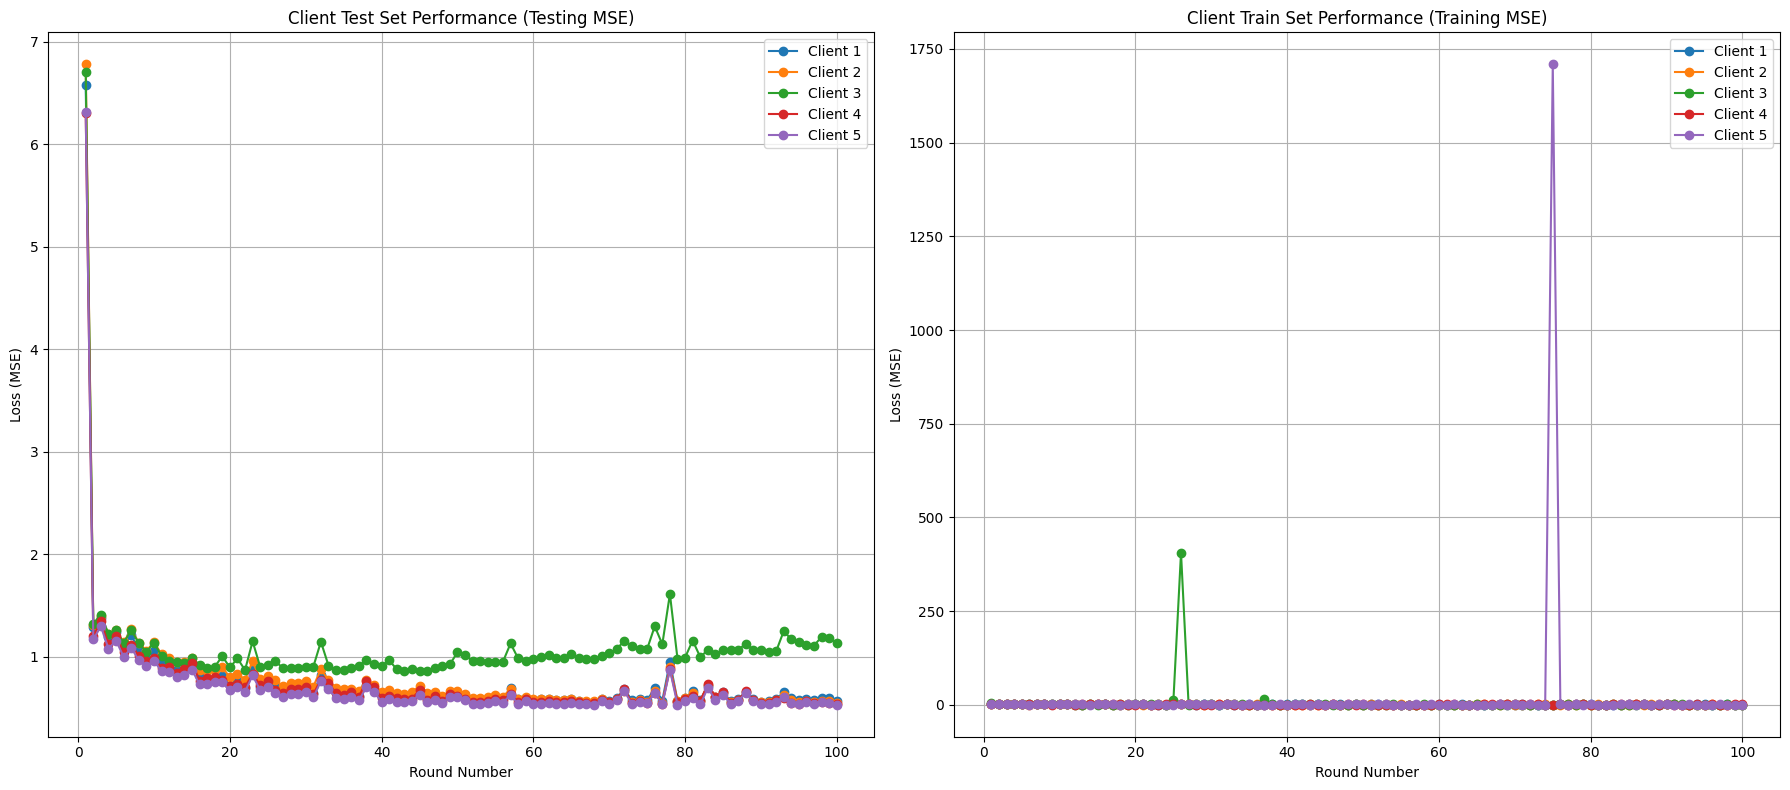 Client Test Set Performance (Testing MSE)
Loss (MSE)
7
6
5
4
3
2
1
0
20
40
60
80
100
Round Number
Client 1
Client 2
Client 3
Client 4
Client 5
Client Train Set Performance (Training MSE)
Loss (MSE)
1750
1500
1250
1000
750
500
250
0
0
20
40
60
80
100
Round Number
Client 1
Client 2
Client 3
Client 4
Client 5